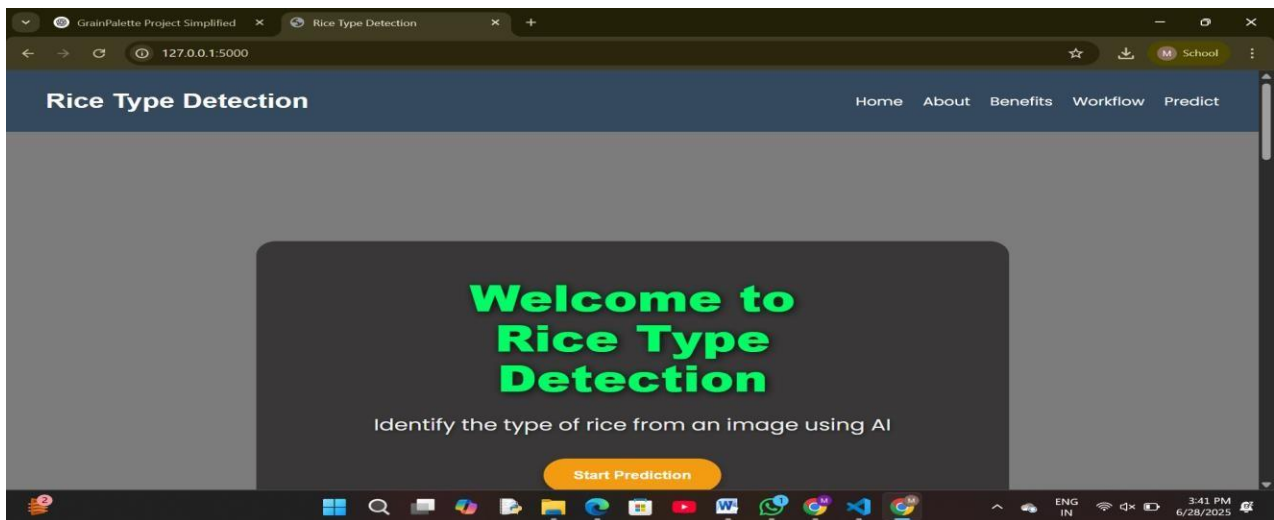 GrainPalette Project Simplified
Rice Type Detection
127.0.0.1:5000
M School
Rice Type Detection
Home About Benefits Workflow Predict
Welcome to
Rice Type
Detection
Identify the type of rice from an image using AI
Start Prediction
2
1
ENG
IN
3:41 PM
6/28/2025